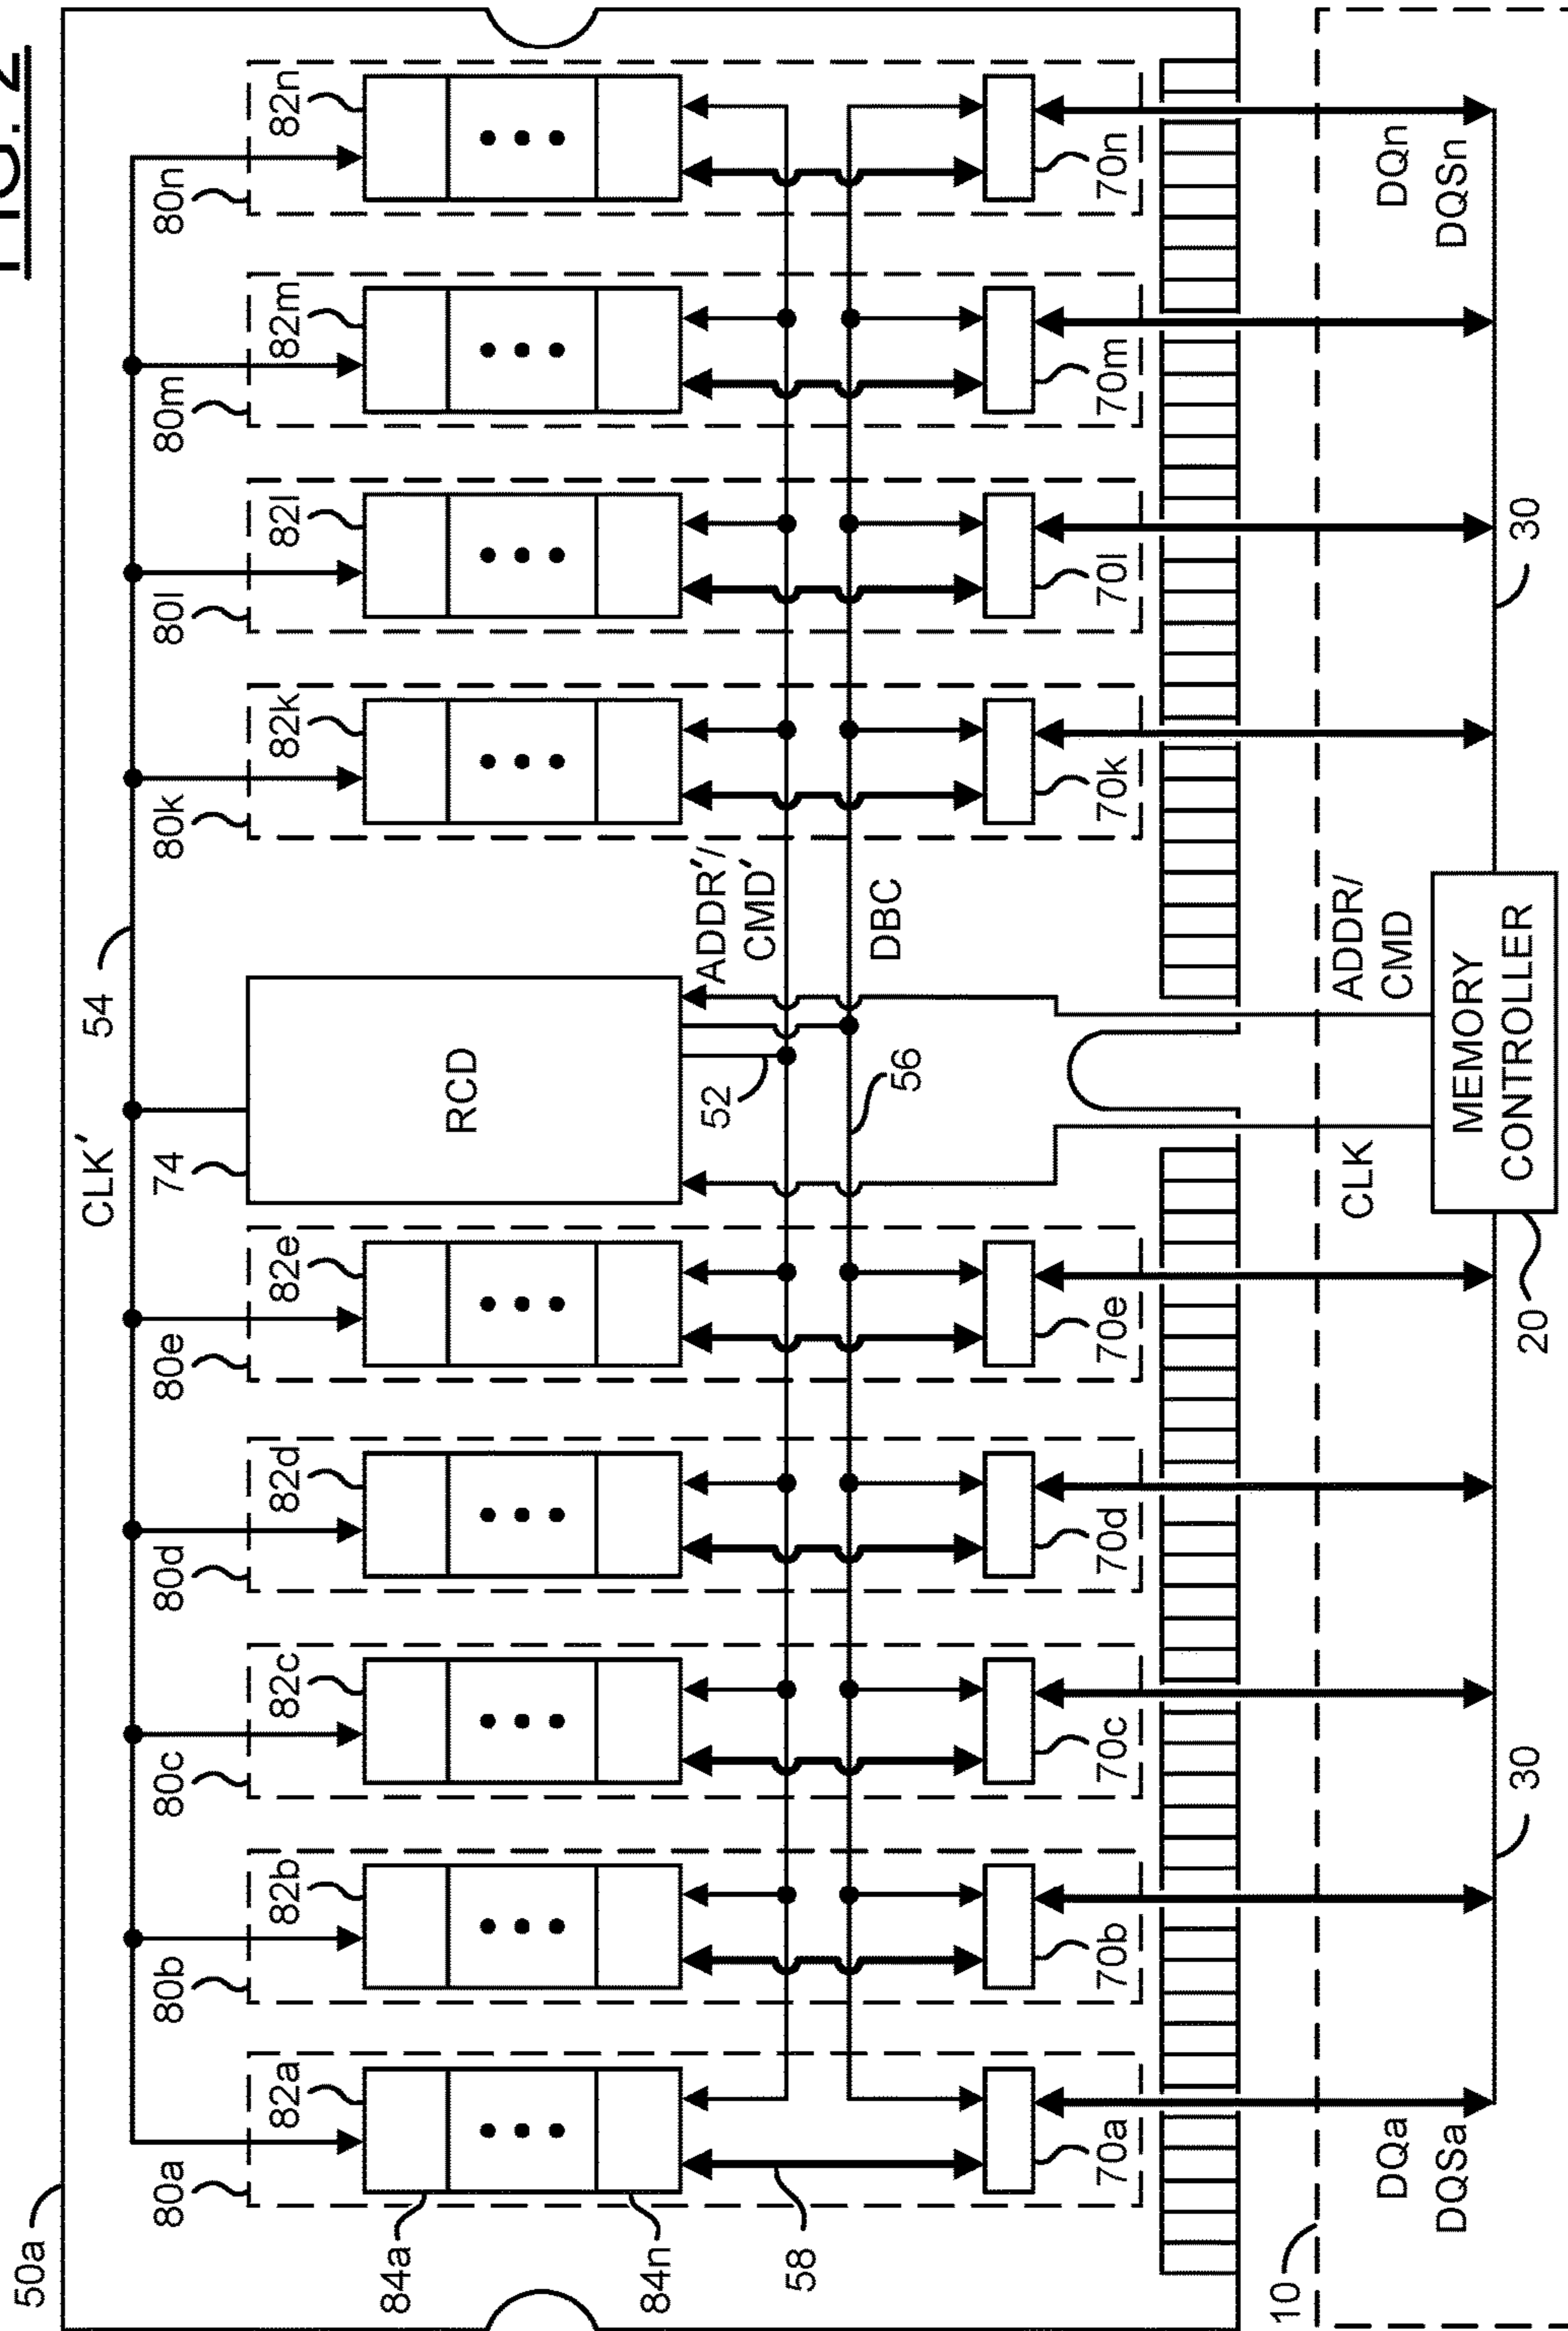 FIG. 2
50a
CLK'
54
80a
80b
80c
80d
80e
74
80k
80l
80m
80n
82a
82b
82c
82d
82e
82k
82l
82m
82n
84a
84n
RCD
58
52
56
ADDR'/
CMD'
DBC
70a
70b
70c
70d
70e
70k
70l
70m
70n
10
CLK
ADDR/
CMD
DQa
DQSa
DQn
DQSn
MEMORY
CONTROLLER
30
20
30